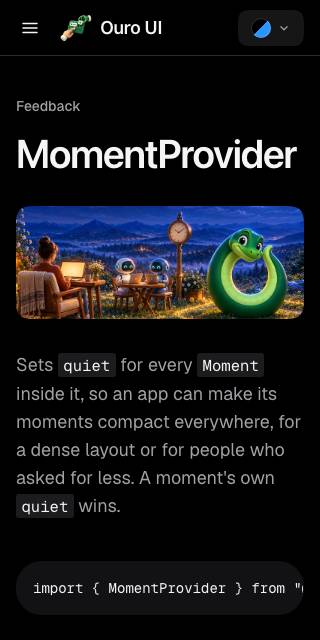 Ouro UI
Feedback
MomentProvider
Sets quiet for every Moment
inside it, so an app can make its
moments compact everywhere, for
a dense layout or for people who
asked for less. A moment's own
quiet wins.
import { MomentProvider } from "